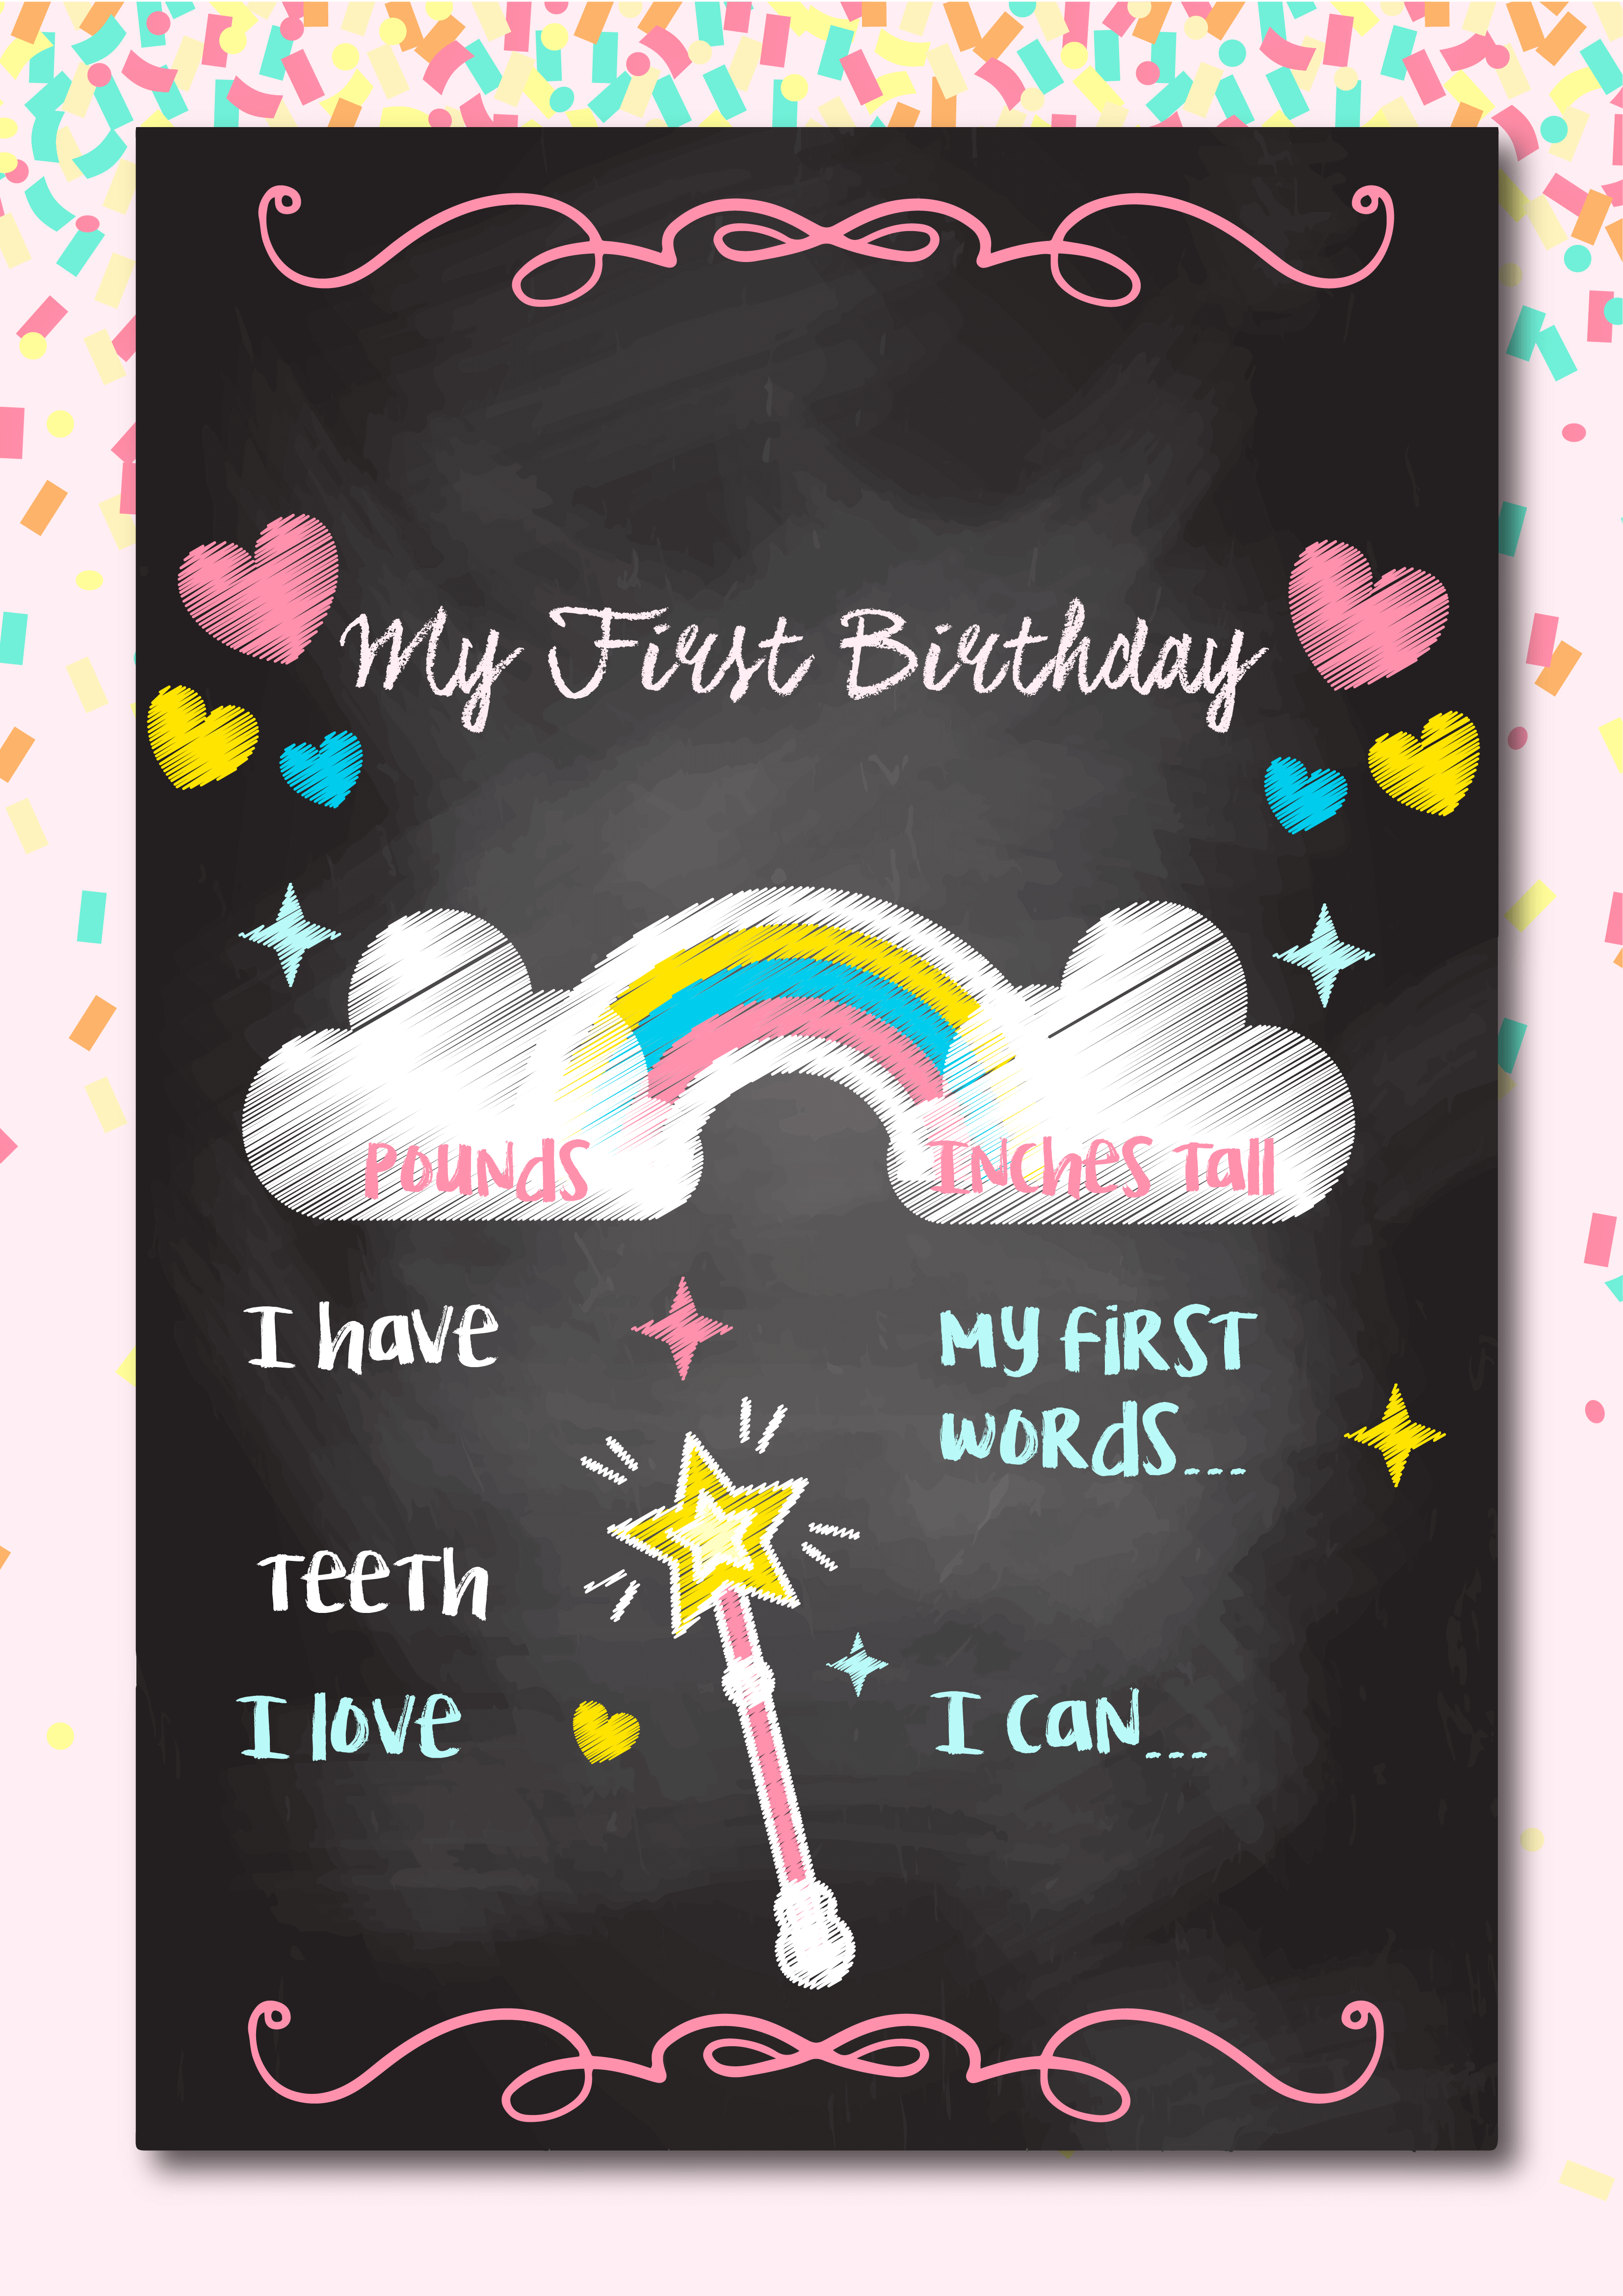 My First Birthday
POUNdS
INChES Tall
I have
MY FiRST
WORdS...
TeeTh
I love
I CaN...